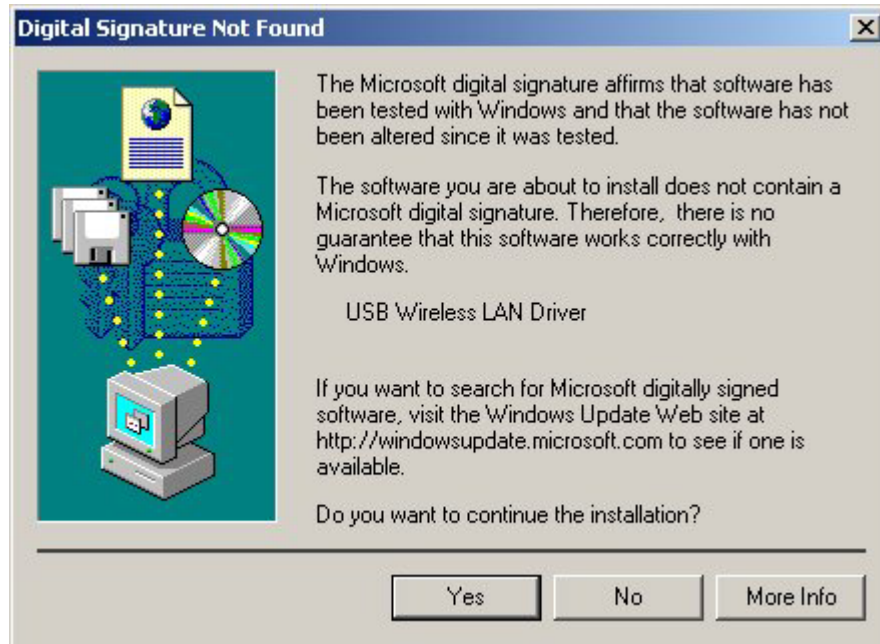 Digital Signature Not Found
The Microsoft digital signature affirms that software has
been tested with Windows and that the software has not
been altered since it was tested.
The software you are about to install does not contain a
Microsoft digital signature. Therefore,  there is no
guarantee that this software works correctly with
Windows.
USB Wireless LAN Driver
If you want to search for Microsoft digitally signed
software, visit the Windows Update Web site at
http://windowsupdate.microsoft.com to see if one is
available.
Do you want to continue the installation?
Yes
No
More Info